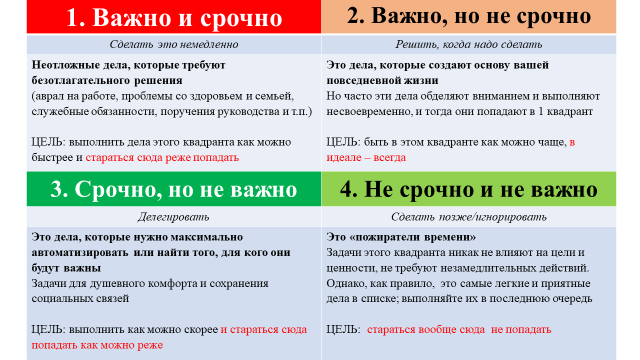 1. Важно и срочно
2. Важно, но не срочно
Сделать это немедленно
Решить, когда надо сделать
Неотложные дела, которые требуют
безотлагательного решения
(аврал на работе, проблемы со здоровьем и семьей,
служебные обязанности, поручения руководства и т.п.)
ЦЕЛЬ: выполнить дела этого квадранта как можно
быстрее и стараться сюда реже попадать
Это дела, которые создают основу вашей
повседневной жизни
Но часто эти дела обделяют вниманием и выполняют
несвоевременно, и тогда они попадают в 1 квадрант
ЦЕЛЬ: быть в этом квадранте как можно чаще, в
идеале – всегда
3. Срочно, но не важно
4. Не срочно и не важно
Делегировать
Сделать позже/игнорировать
Это дела, которые нужно максимально
автоматизировать или найти того, для кого они
будут важны
Задачи для душевного комфорта и сохранения
социальных связей
ЦЕЛЬ: выполнить как можно скорее и стараться сюда
попадать как можно реже
Это «пожиратели времени»
Задачи этого квадранта никак не влияют на цели и
ценности, не требуют незамедлительных действий.
Однако, как правило, это самые легкие и приятные
дела в списке; выполняйте их в последнюю очередь
ЦЕЛЬ: стараться вообще сюда не попадать